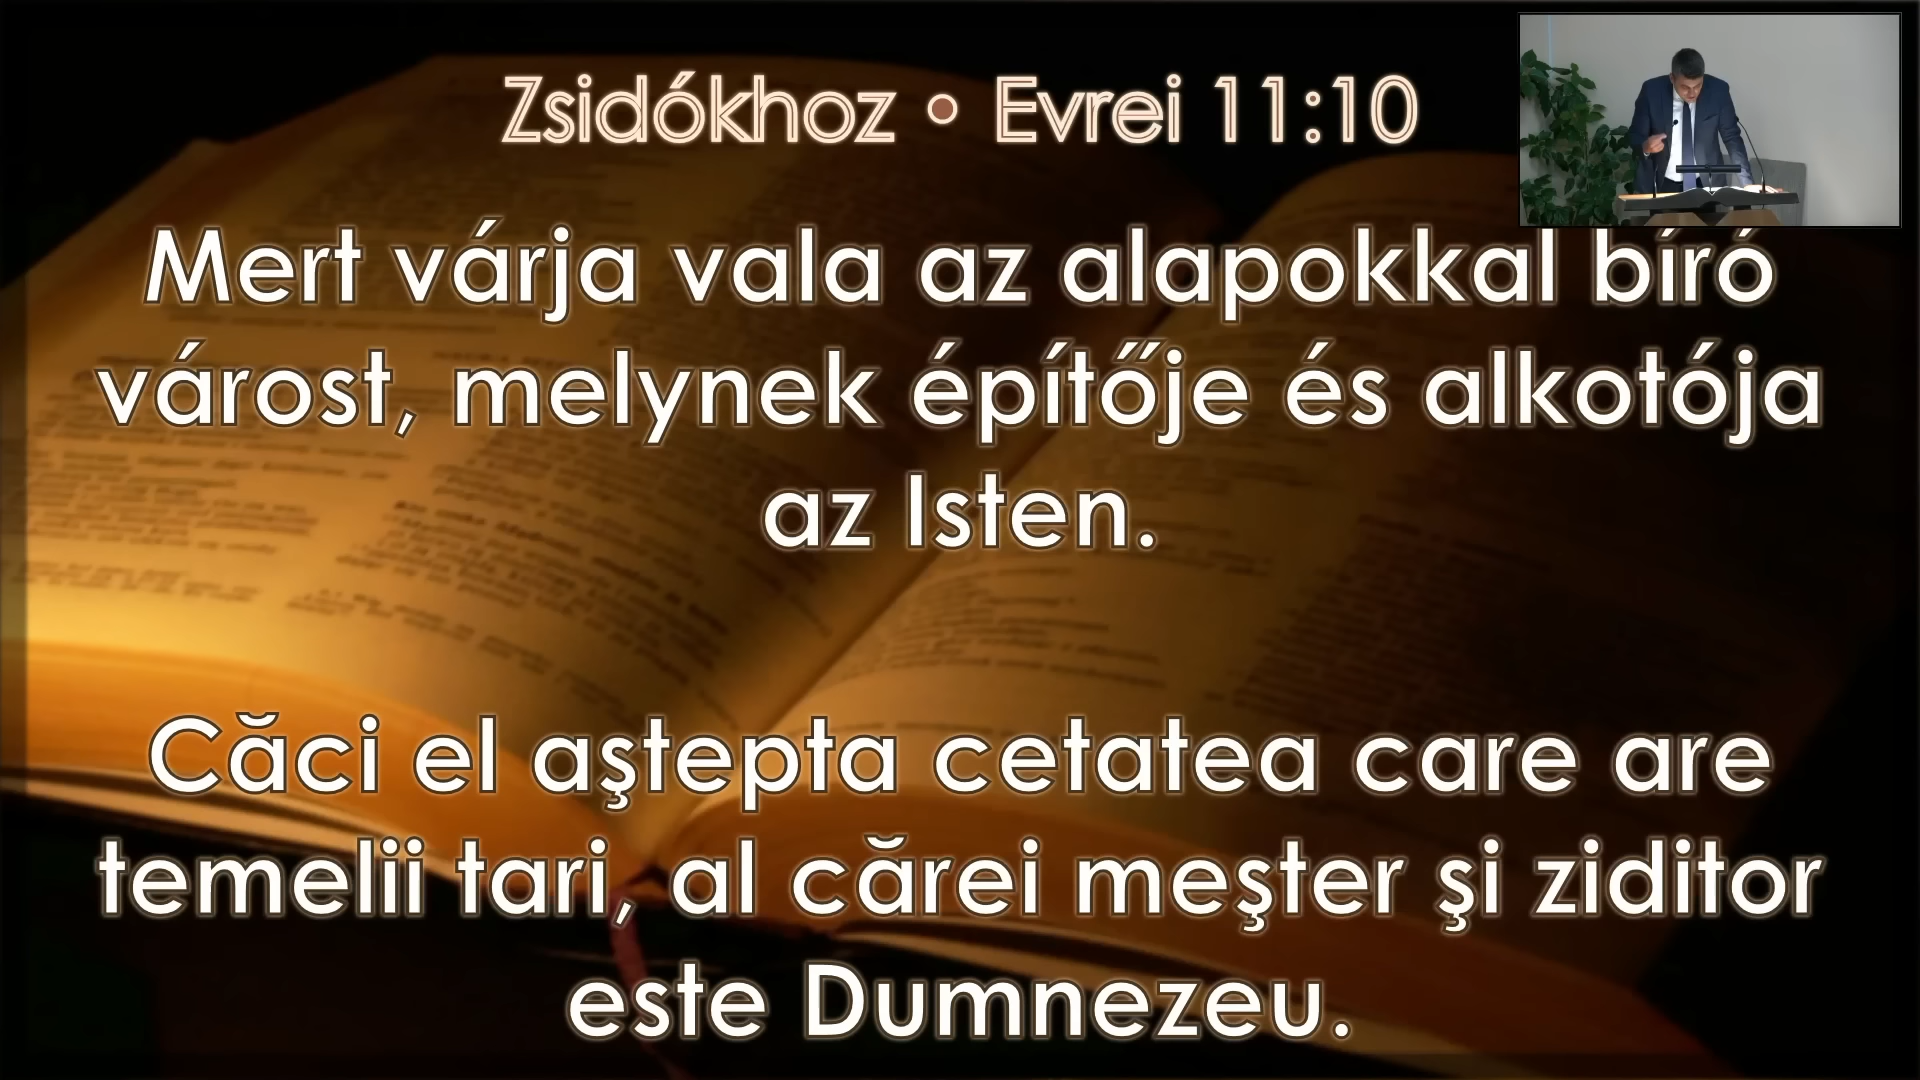 Zsidókhoz • Evrei 11:10
Mert várja vala az alapokkal bíró
várost, melynek építője és alkotója
az Isten.
Căci el aştepta cetatea care are
temelii tari, al cărei meşter şi ziditor
este Dumnezeu.